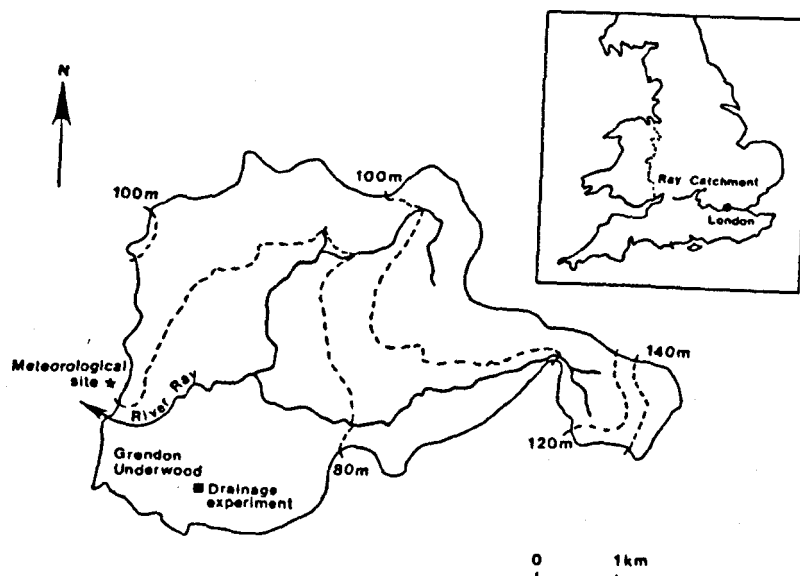 N
100m
100m
Ray Catchment
London
Meteorological
site
River Ray
140m
120m
80m
Grendon
Underwood
Drainage
experiment
0 1km